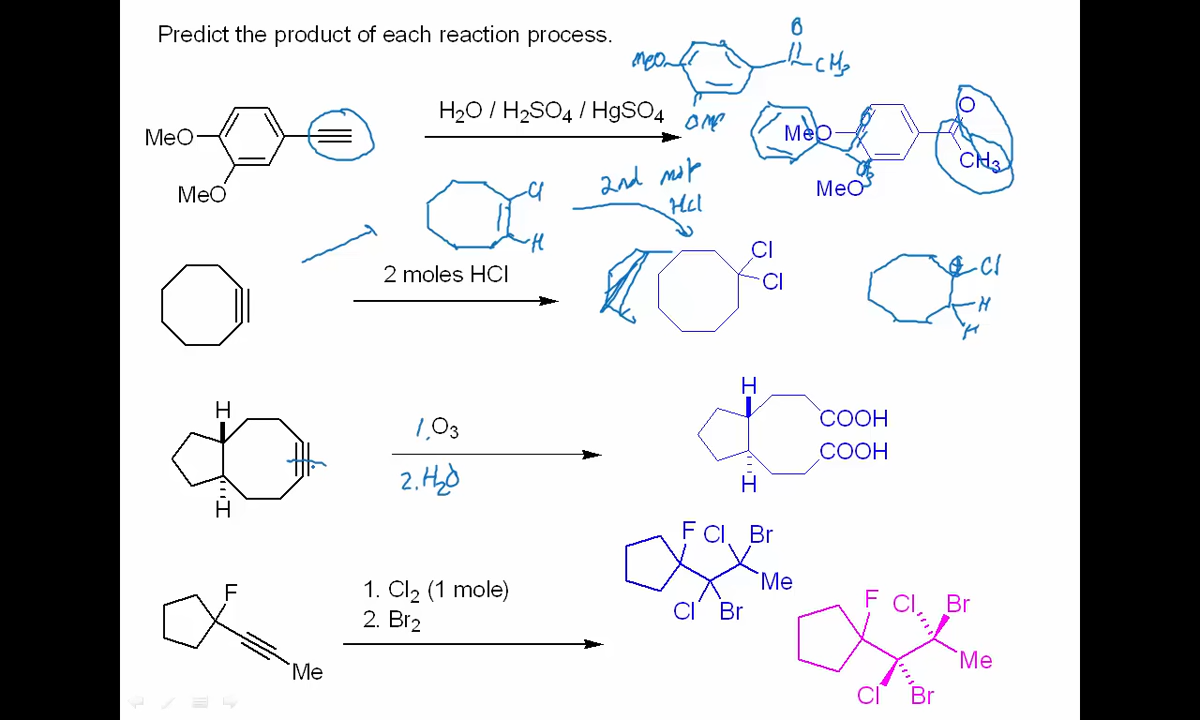 Predict the product of each reaction process.
O
MeO
CH3
OMe
H₂O / H₂SO₄ / HgSO₄
MeO
MeO
MeO
MeO
O
CH₃
Cl
H
2nd mol
HCl
2 moles HCl
Cl
Cl
⊕ Cl
H
H
H
H
1. O₃
2. H₂O
H
COOH
COOH
H
F
Me
1. Cl₂ (1 mole)
2. Br₂
F Cl Br
Me
Cl Br
F Cl Br
Me
Cl Br